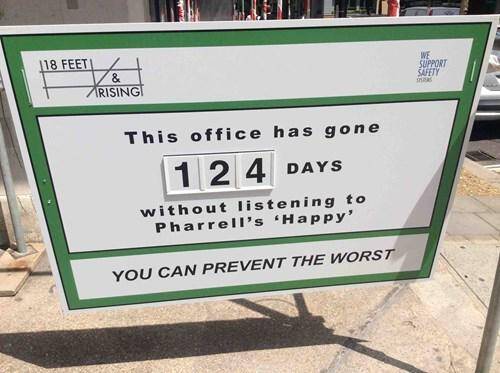 18 FEET
&
RISING
WE
SUPPORT
SAFETY
SYSTEMS
This office has gone
124 DAYS
without listening to
Pharrell's 'Happy'
YOU CAN PREVENT THE WORST